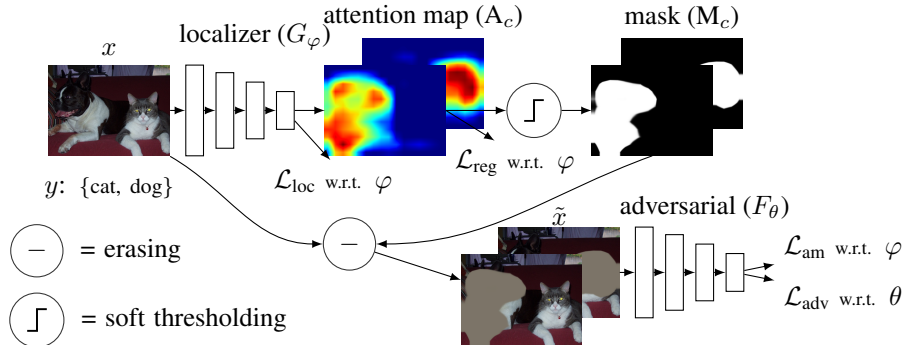 x
localizer (G_φ)
attention map (A_c)
mask (M_c)
y: {cat, dog}
ℒ_loc w.r.t. φ
ℒ_reg w.r.t. φ
−
= erasing
= soft thresholding
−
x̃
adversarial (F_θ)
ℒ_am w.r.t. φ
ℒ_adv w.r.t. θ